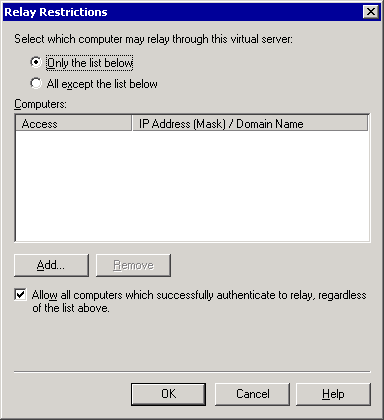 Relay Restrictions
Select which computer may relay through this virtual server:
Only the list below
All except the list below
Computers:
Access
IP Address (Mask) / Domain Name
Add...
Remove
Allow all computers which successfully authenticate to relay, regardless
of the list above.
OK
Cancel
Help